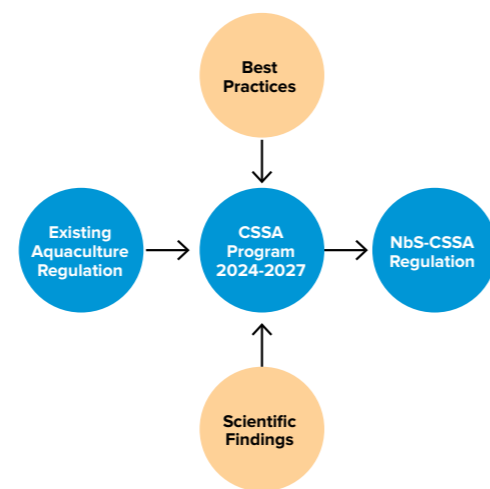 Best
Practices
Existing
Aquaculture
Regulation
CSSA
Program
2024-2027
NbS-CSSA
Regulation
Scientific
Findings